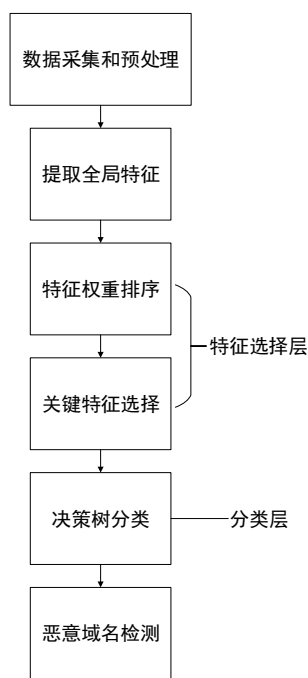 数据采集和预处理
提取全局特征
特征权重排序
特征选择层
关键特征选择
决策树分类
分类层
恶意域名检测